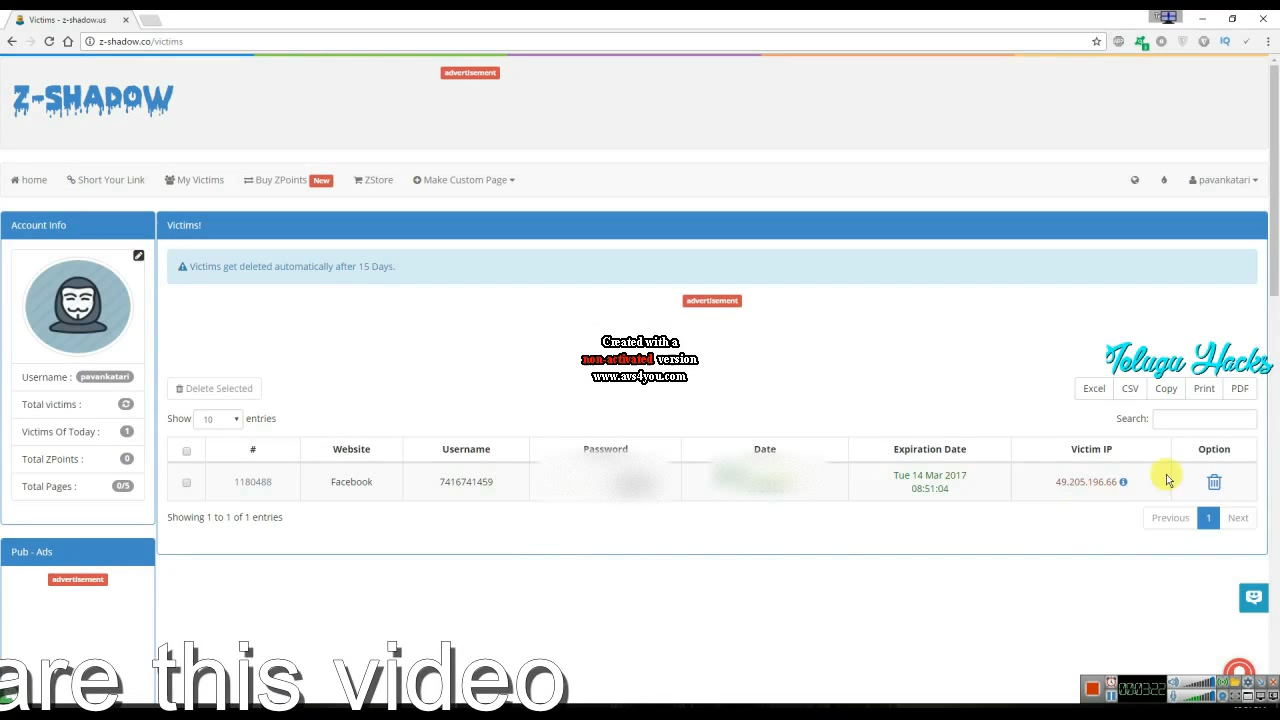 Victims - z-shadow.us
z-shadow.co/victims
advertisement
Z-SHADOW
home Short Your Link My Victims Buy ZPoints New ZStore Make Custom Page pavankatari
Account Info
Username : pavankatari
Total victims :
Victims Of Today : 1
Total ZPoints : 0
Total Pages : 0/5
Pub - Ads
advertisement
Victims!
Victims get deleted automatically after 15 Days.
advertisement
Created with a
non-activated version
www.avs4you.com
Telugu Hacks
Delete Selected Excel CSV Copy Print PDF
Show 10 entries Search:
# Website Username Password Date Expiration Date Victim IP Option
1180488 Facebook 7416741459 Tue 14 Mar 2017 49.205.196.66
08:51:04
Showing 1 to 1 of 1 entries Previous 1 Next
are this video
00:03:22